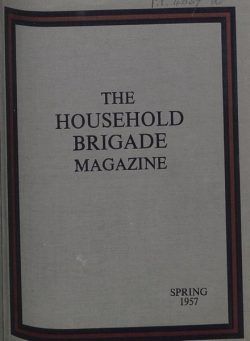 THE
HOUSEHOLD
BRIGADE
MAGAZINE
SPRING
1957